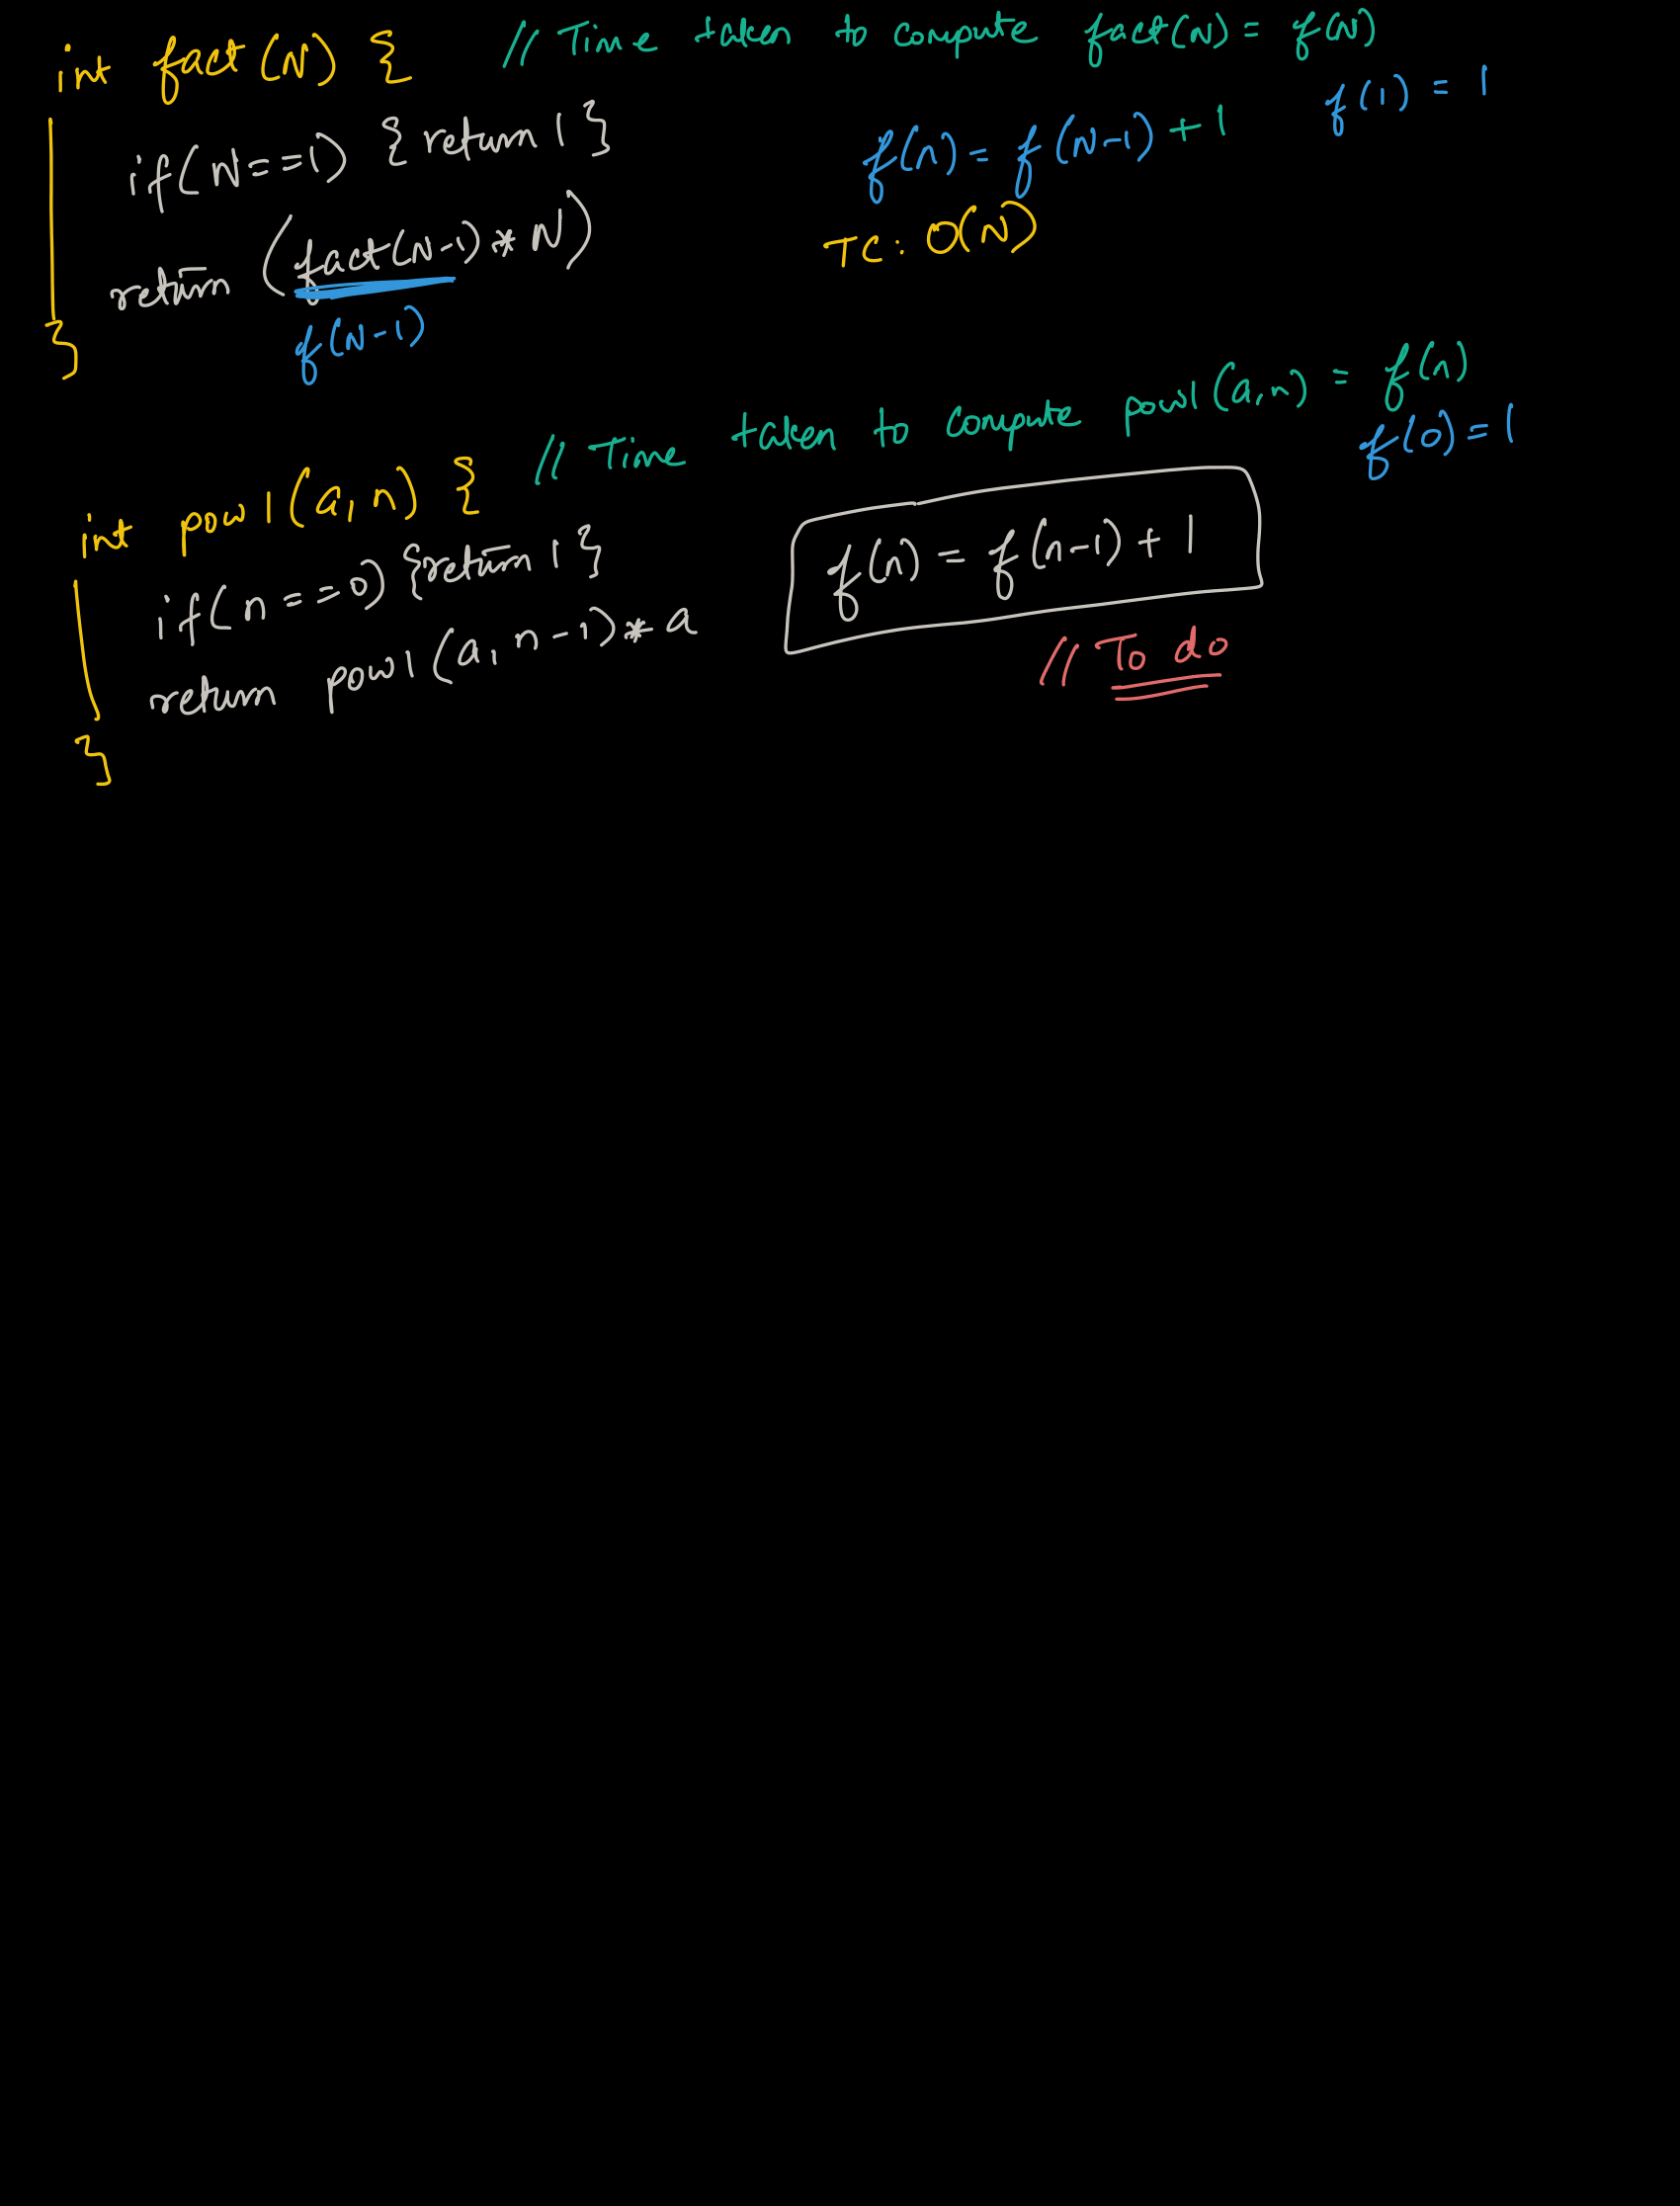 int fact(N) { // Time taken to compute fact(N) = f(N)
if(N==1) { return 1 } f(n) = f(N-1) + 1 f(1) = 1
return (fact(N-1) * N) TC: O(N)
f(N-1)
}
int pow1(a,n) { // Time taken to compute pow1(a,n) = f(n)
f(0) = 1
if(n==0) {return 1} f(n) = f(n-1) + 1
return pow1(a, n-1) * a // To do
}